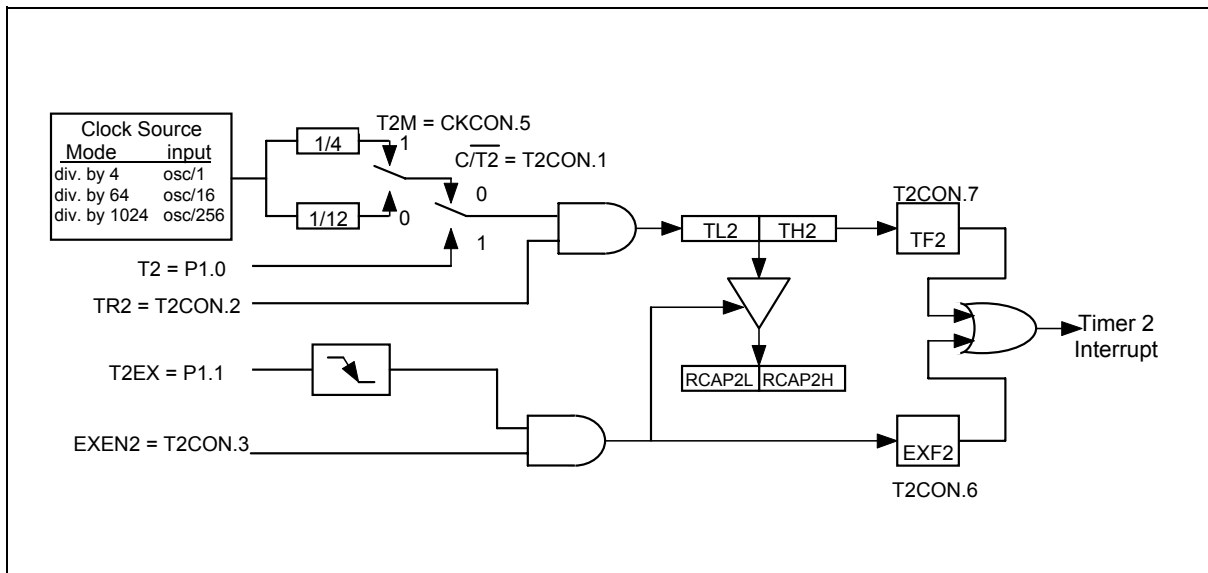 Clock Source
Mode input
div. by 4 osc/1
div. by 64 osc/16
div. by 1024 osc/256
1/4
1/12
T2M = CKCON.5
1
0
C/T2 = T2CON.1
0
1
T2 = P1.0
TR2 = T2CON.2
TL2 TH2
T2CON.7
TF2
Timer 2
Interrupt
T2EX = P1.1
RCAP2L RCAP2H
EXEN2 = T2CON.3
EXF2
T2CON.6